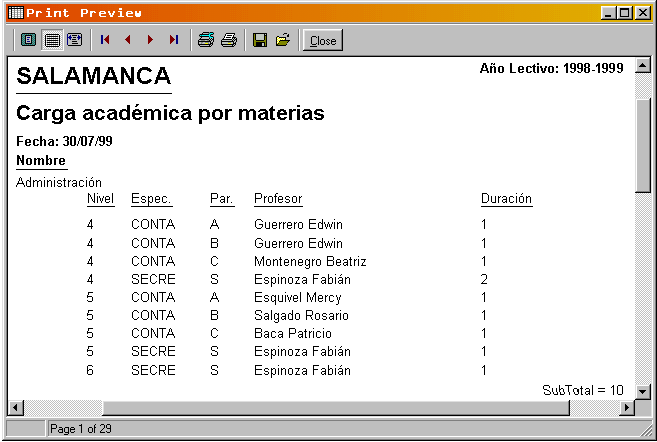 Print Preview
Close
SALAMANCA Año Lectivo: 1998-1999
Carga académica por materias
Fecha: 30/07/99
Nombre
Administración
Nivel Espec. Par. Profesor Duración
4 CONTA A Guerrero Edwin 1
4 CONTA B Guerrero Edwin 1
4 CONTA C Montenegro Beatriz 1
4 SECRE S Espinoza Fabián 2
5 CONTA A Esquivel Mercy 1
5 CONTA B Salgado Rosario 1
5 CONTA C Baca Patricio 1
5 SECRE S Espinoza Fabián 1
6 SECRE S Espinoza Fabián 1
SubTotal = 10
Page 1 of 29